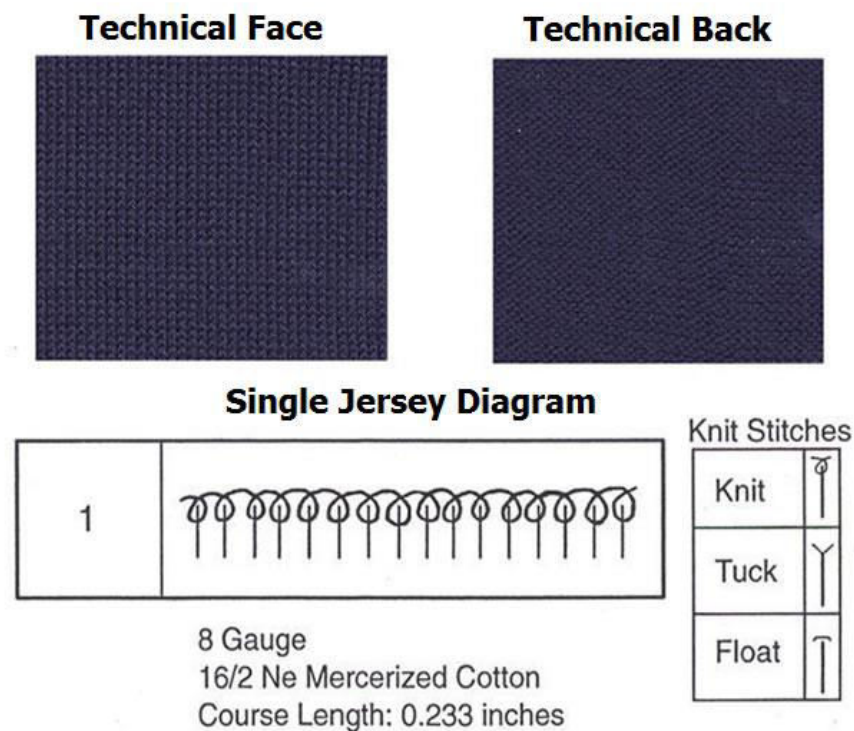 Technical Face
Technical Back
Single Jersey Diagram
Knit Stitches
1
Knit
Tuck
Float
8 Gauge
16/2 Ne Mercerized Cotton
Course Length: 0.233 inches